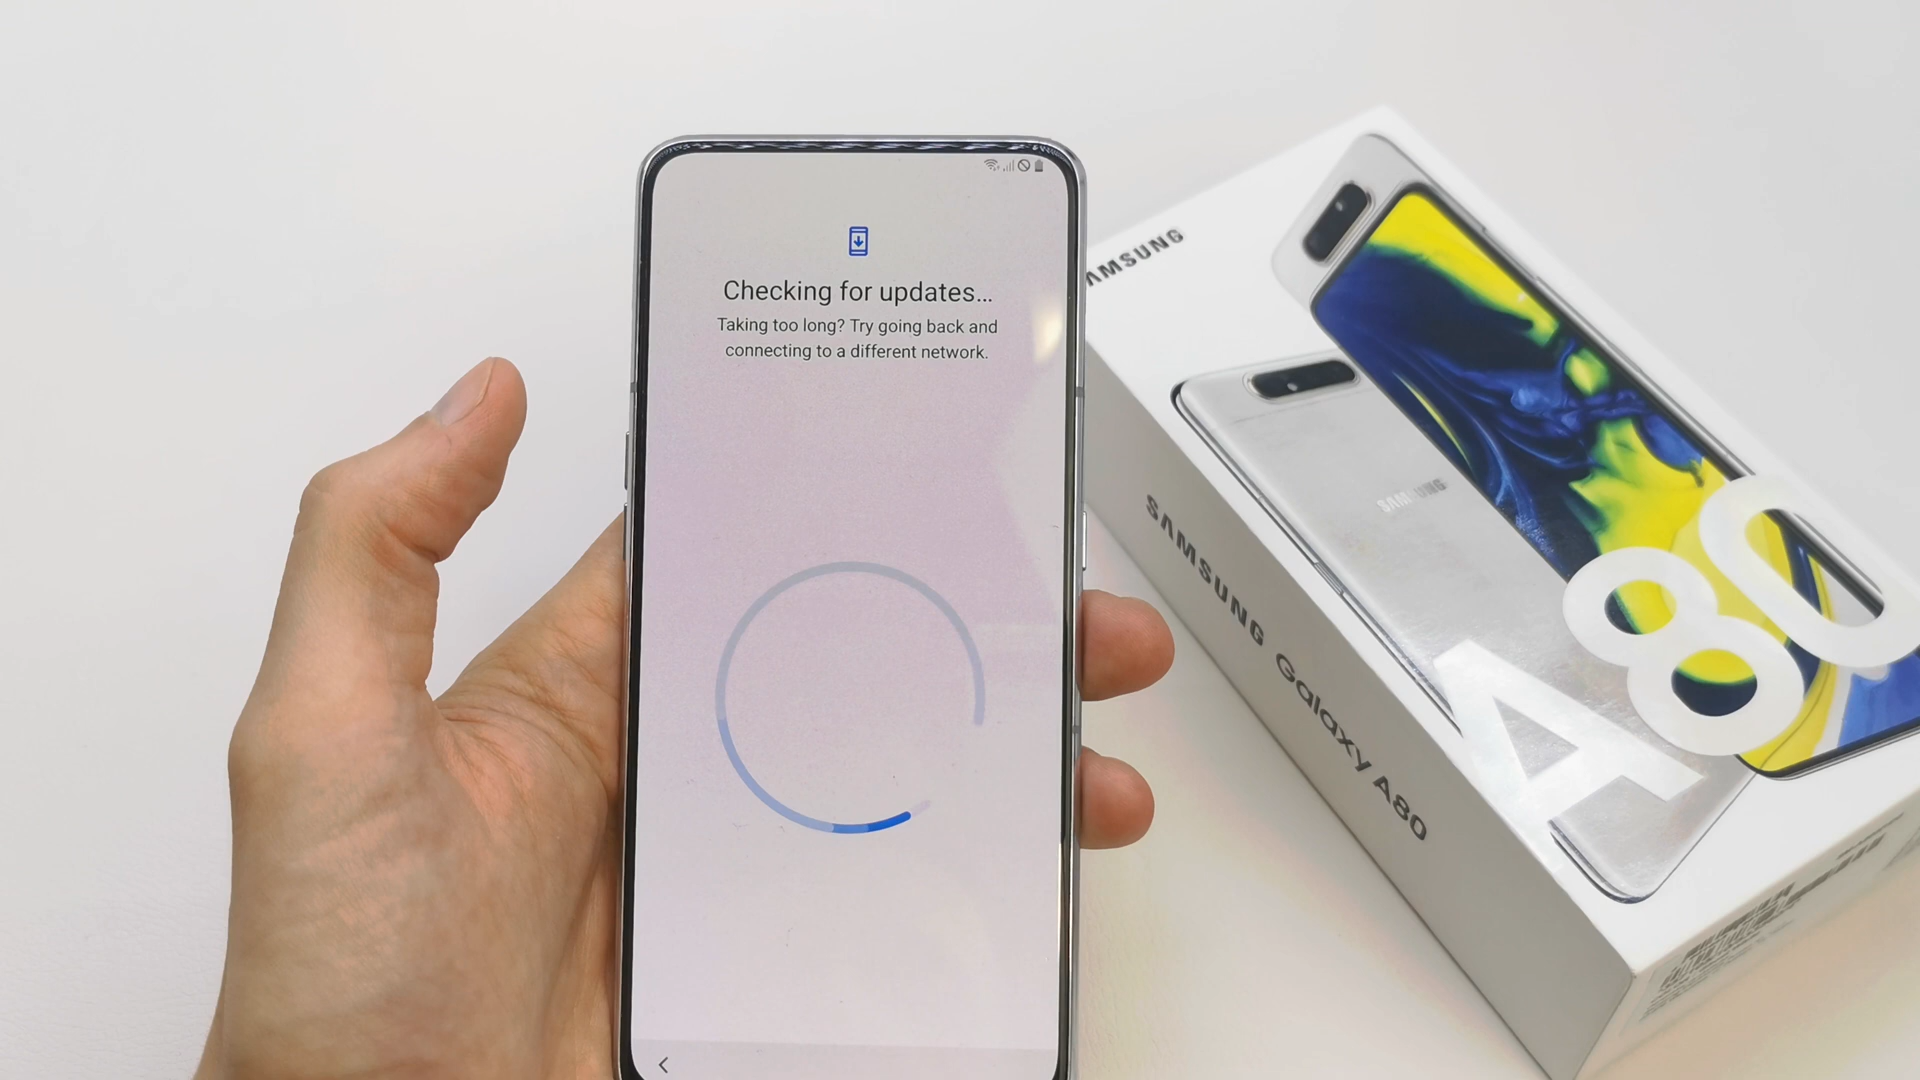 Checking for updates...
Taking too long? Try going back and
connecting to a different network.
SAMSUNG
SAMSUNG
A80
SAMSUNG Galaxy A80